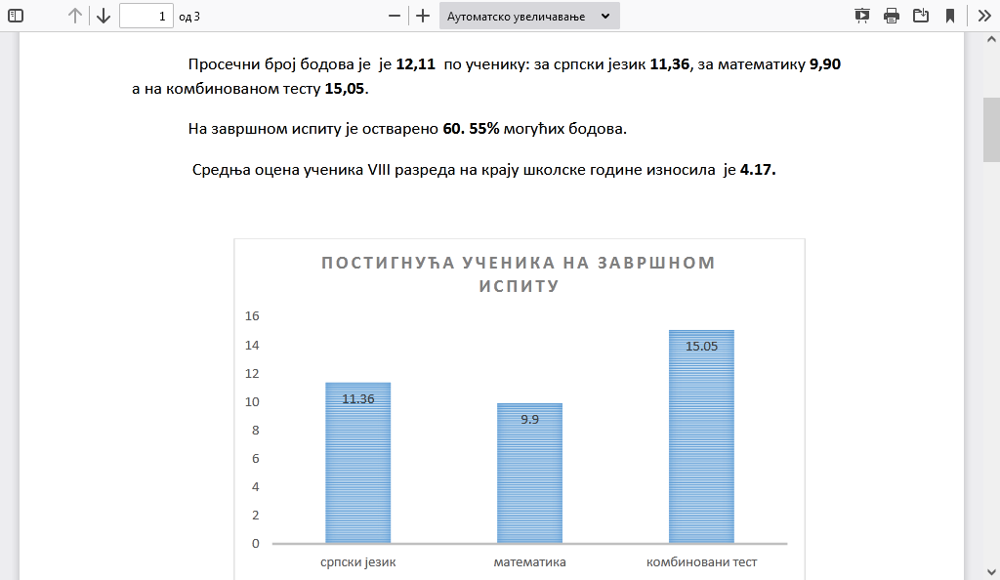 1 од 3 Аутоматско увеличавање
Просечни број бодова је је 12,11 по ученику: за српски језик 11,36, за математику 9,90
а на комбинованом тесту 15,05.
На завршном испиту је остварено 60. 55% могућих бодова.
Средња оцена ученика VIII разреда на крају школске године износила је 4.17.
ПОСТИГНУЋА УЧЕНИКА НА ЗАВРШНОМ
ИСПИТУ
16
14
12
10
8
6
4
2
0
11.36
9.9
15.05
српски језик математика комбиновани тест